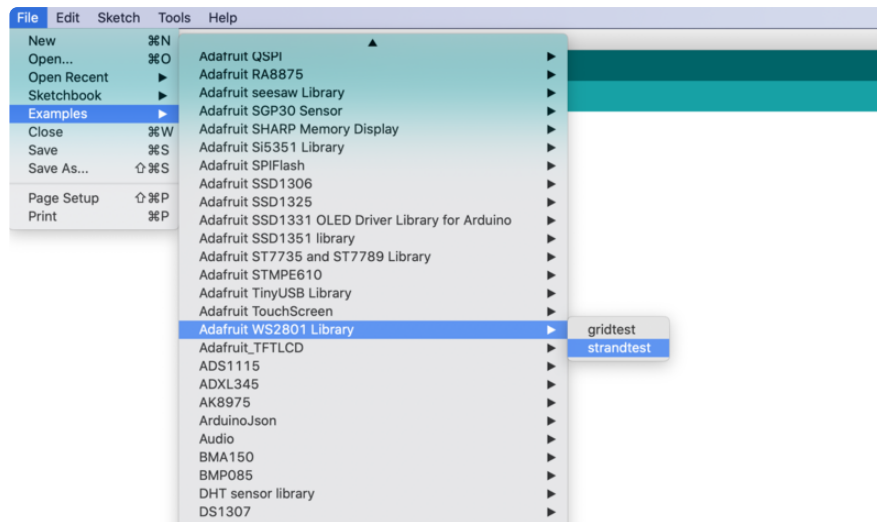 File Edit Sketch Tools Help
New ⌘N
Open... ⌘O
Open Recent ▶
Sketchbook ▶
Examples ▶
Close ⌘W
Save ⌘S
Save As... ⇧⌘S
Page Setup ⇧⌘P
Print ⌘P
Adafruit QSPI
Adafruit RA8875
Adafruit seesaw Library
Adafruit SGP30 Sensor
Adafruit SHARP Memory Display
Adafruit Si5351 Library
Adafruit SPIFlash
Adafruit SSD1306
Adafruit SSD1325
Adafruit SSD1331 OLED Driver Library for Arduino
Adafruit SSD1351 library
Adafruit ST7735 and ST7789 Library
Adafruit STMPE610
Adafruit TinyUSB Library
Adafruit TouchScreen
Adafruit WS2801 Library
Adafruit_TFTLCD
ADS1115
ADXL345
AK8975
ArduinoJson
Audio
BMA150
BMP085
DHT sensor library
DS1307
gridtest
strandtest